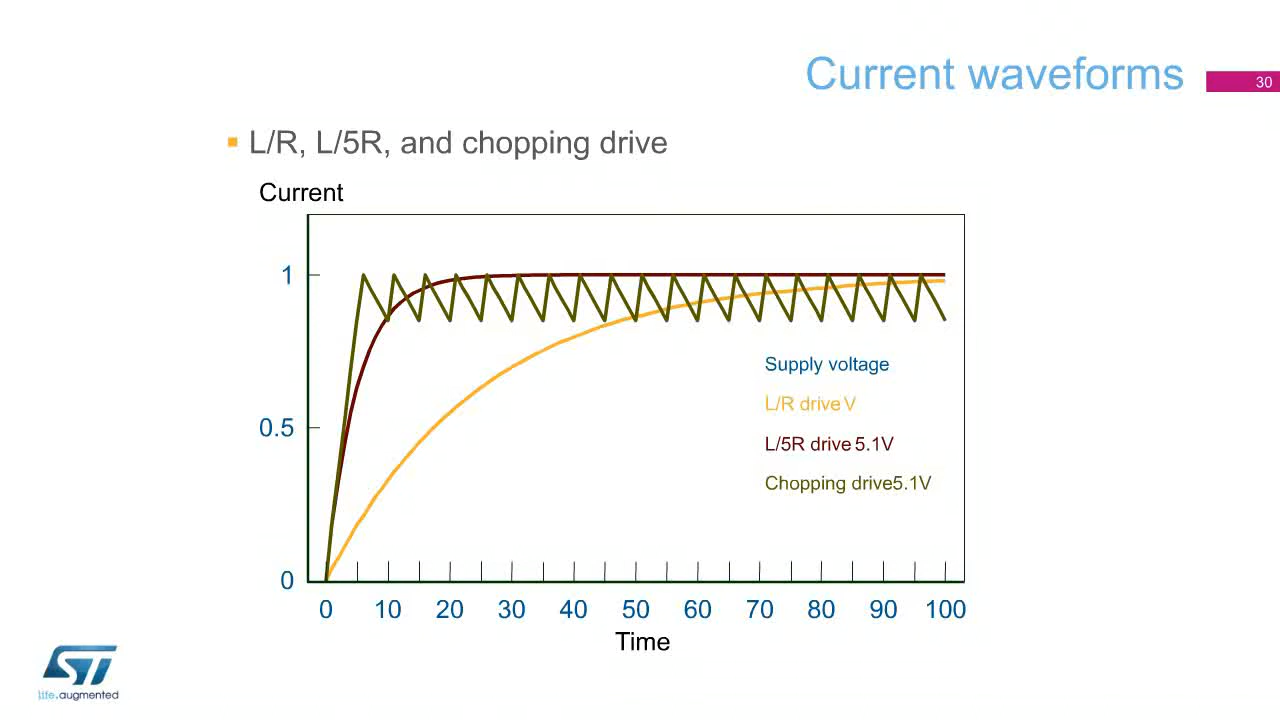 Current waveforms
30
L/R, L/5R, and chopping drive
Current
1
0.5
0
Supply voltage
L/R drive V
L/5R drive 5.1V
Chopping drive5.1V
0 10 20 30 40 50 60 70 80 90 100
Time
ST
life.augmented